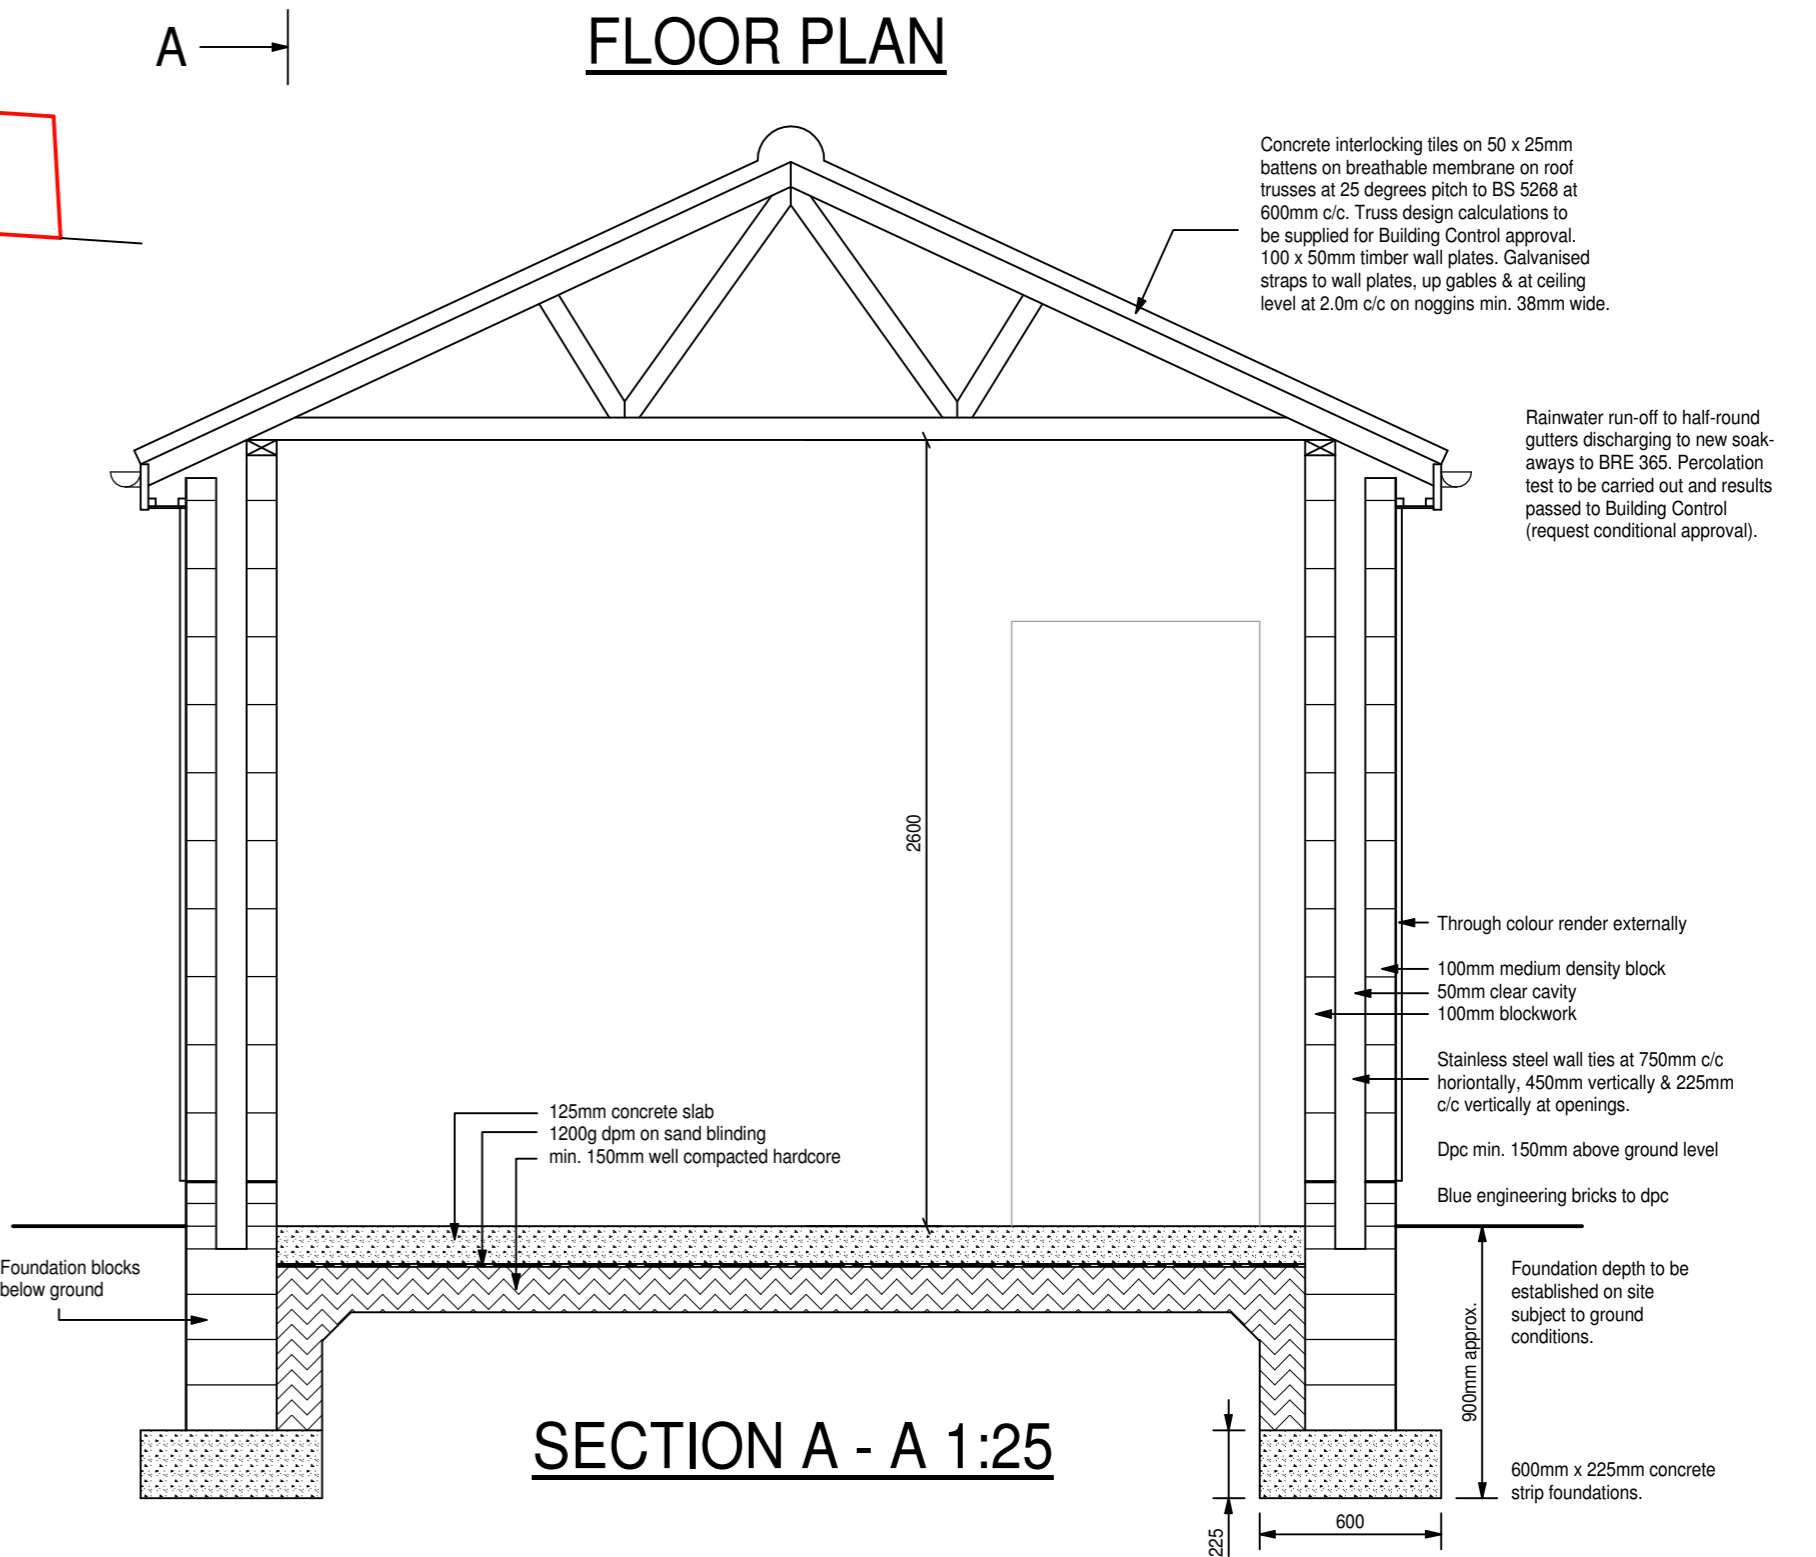 A
FLOOR PLAN
Concrete interlocking tiles on 50 x 25mm
battens on breathable membrane on roof
trusses at 25 degrees pitch to BS 5268 at
600mm c/c. Truss design calculations to
be supplied for Building Control approval.
100 x 50mm timber wall plates. Galvanised
straps to wall plates, up gables & at ceiling
level at 2.0m c/c on noggins min. 38mm wide.
Rainwater run-off to half-round
gutters discharging to new soak-
aways to BRE 365. Percolation
test to be carried out and results
passed to Building Control
(request conditional approval).
2600
Through colour render externally
100mm medium density block
50mm clear cavity
100mm blockwork
Stainless steel wall ties at 750mm c/c
horiontally, 450mm vertically & 225mm
c/c vertically at openings.
Dpc min. 150mm above ground level
Blue engineering bricks to dpc
125mm concrete slab
1200g dpm on sand blinding
min. 150mm well compacted hardcore
Foundation blocks
below ground
Foundation depth to be
established on site
subject to ground
conditions.
900mm approx.
600mm x 225mm concrete
strip foundations.
225
600
SECTION A - A 1:25